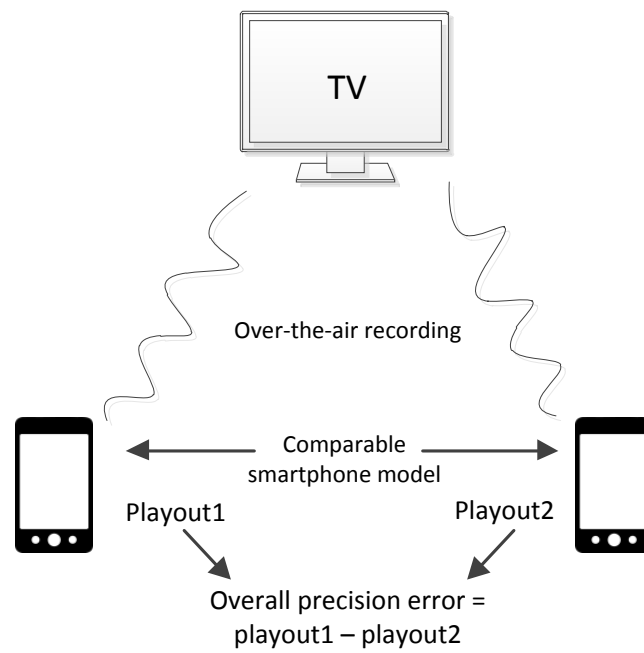 TV
Over-the-air recording
Comparable
smartphone model
Playout1
Playout2
Overall precision error =
playout1 – playout2